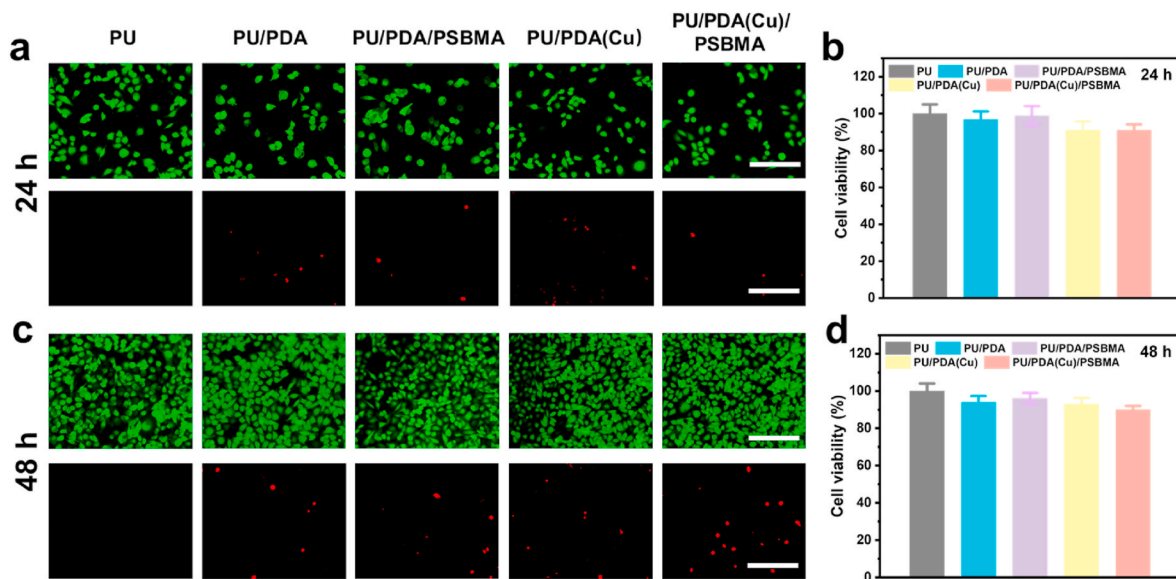 a
PU
PU/PDA
PU/PDA/PSBMA
PU/PDA(Cu)
PU/PDA(Cu)/
PSBMA
24 h
b
PU
PU/PDA
PU/PDA/PSBMA
24 h
PU/PDA(Cu)
PU/PDA(Cu)/PSBMA
Cell viability (%)
120
100
80
60
40
20
0
c
48 h
d
PU
PU/PDA
PU/PDA/PSBMA
48 h
PU/PDA(Cu)
PU/PDA(Cu)/PSBMA
Cell viability (%)
120
100
80
60
40
20
0